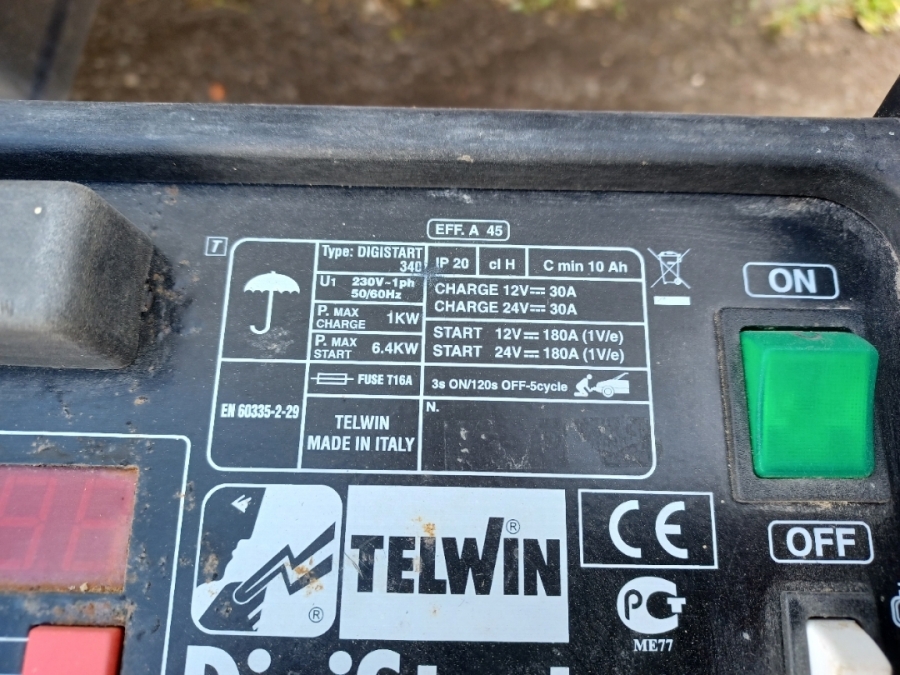 EFF. A 45
T
Type: DIGISTART
340
IP 20
cl H
C min 10 Ah
U1 230V~1ph
50/60Hz
CHARGE 12V⎓ 30A
CHARGE 24V⎓ 30A
P. MAX
CHARGE 1KW
P. MAX
START 6.4KW
START 12V⎓ 180A (1V/e)
START 24V⎓ 180A (1V/e)
FUSE T16A
3s ON/120s OFF-5cycle
EN 60335-2-29
TELWIN
MADE IN ITALY
N.
ON
OFF
®
TELWIN®
CE
РСТ
ME77
DigiStart